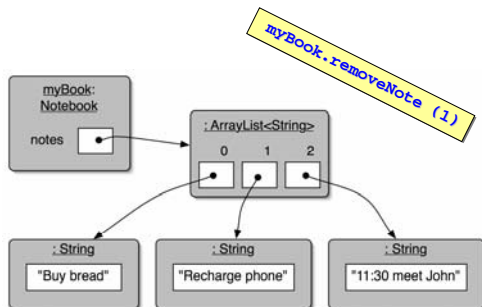 myBook.removeNote (1)
myBook:
Notebook
notes
: ArrayList<String>
0 1 2
: String
"Buy bread"
: String
"Recharge phone"
: String
"11:30 meet John"